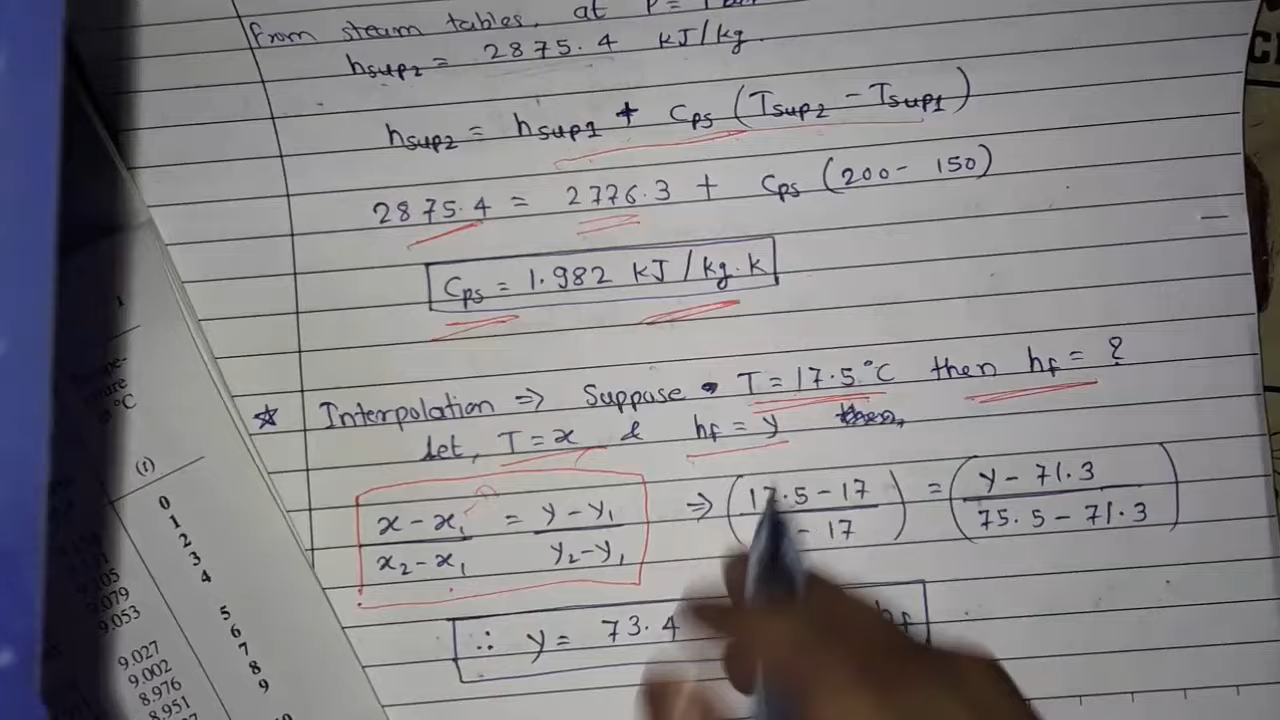 from steam tables, at P = 1 bar
hsup2 = 2875.4 KJ/kg.
hsup2 = hsup1 + Cps (Tsup2 - Tsup1)
2875.4 = 2776.3 + Cps (200 - 150)
Cps = 1.982 KJ/kg.k
☆ Interpolation ⇒ Suppose T = 17.5°C then hf = ?
let, T = x & hf = y
(x - x₁)/(x₂ - x₁) = (y - y₁)/(y₂ - y₁) ⇒ (17.5 - 17)/( - 17) = (y - 71.3)/(75.5 - 71.3)
∴ y = 73.4 hf
°C
(t)
0
1
2
3
4
5
6
7
8
9
9.079
9.053
9.027
9.002
8.976
8.951